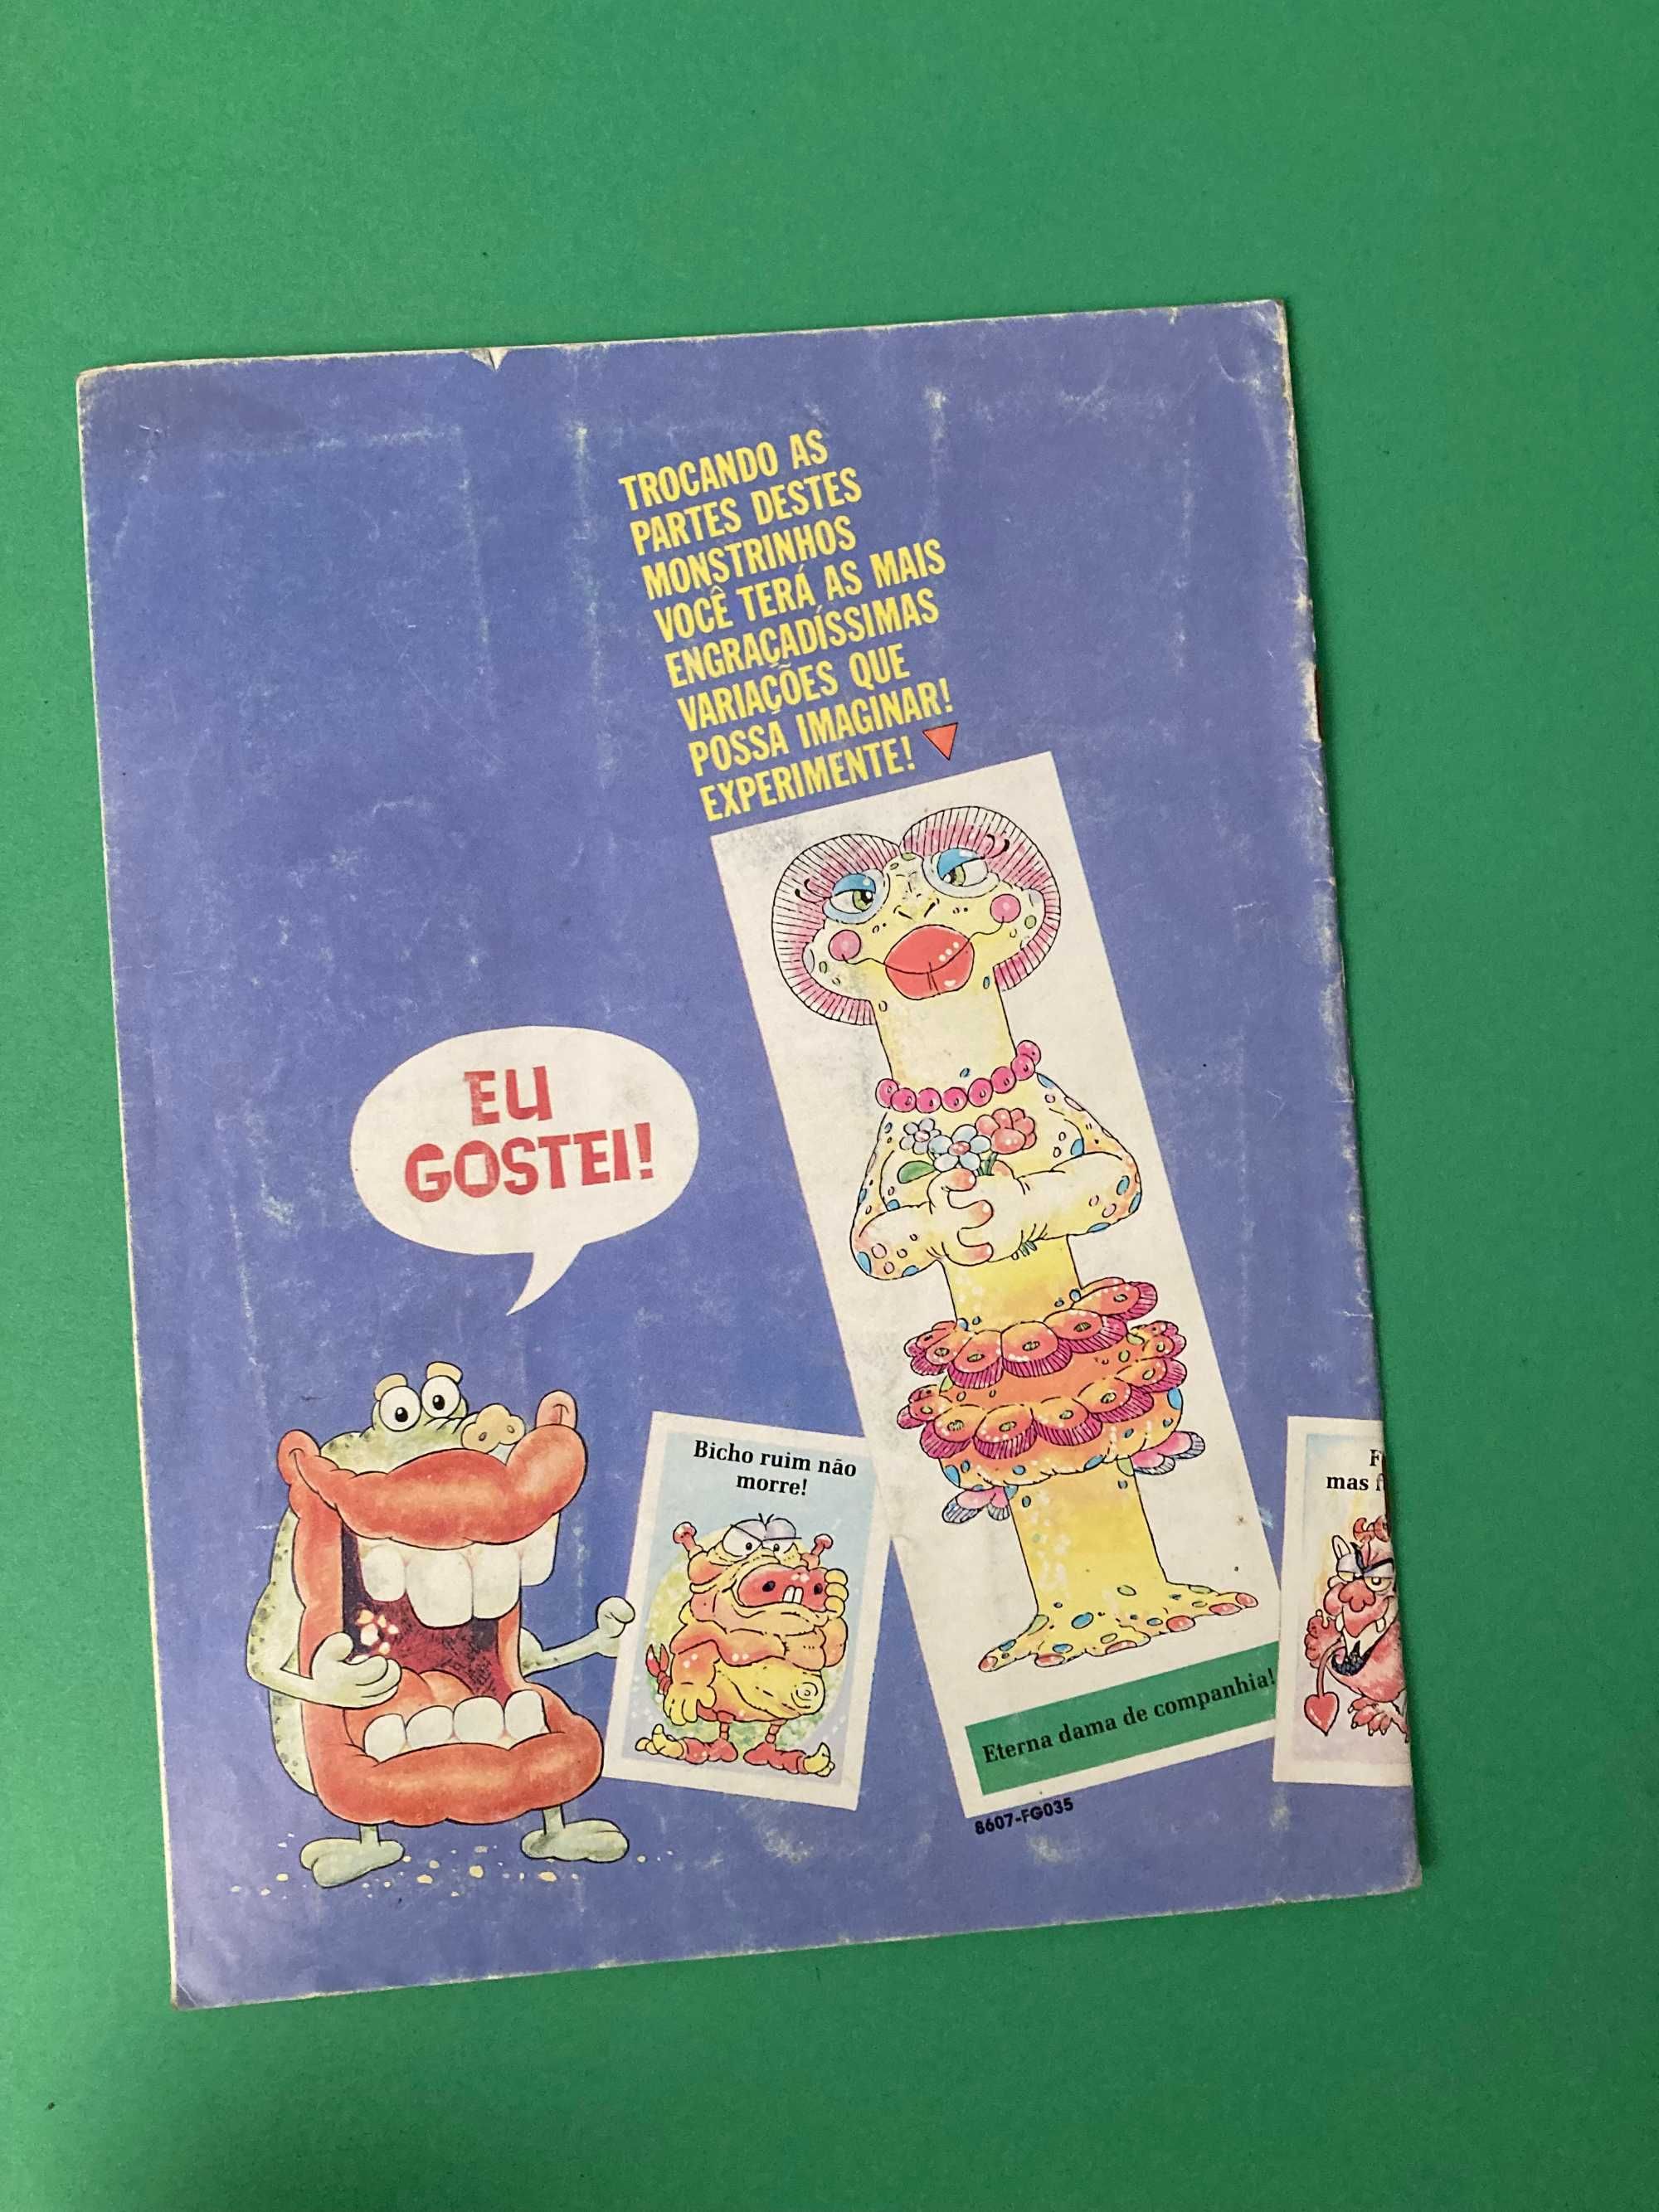 TROCANDO AS
PARTES DESTES
MONSTRINHOS
VOCÊ TERÁ AS MAIS
ENGRAÇADÍSSIMAS
VARIAÇÕES QUE
POSSA IMAGINAR!
EXPERIMENTE!
EU
GOSTEI!
Bicho ruim não
morre!
mas
Eterna dama de companhia!
8607-FG035